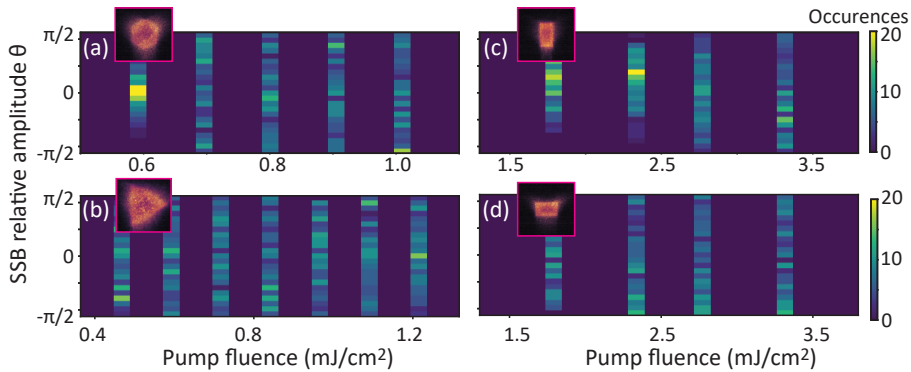 Occurences
π/2
(a)
(c)
20
0
10
-π/2
0
0.6
0.8
1.0
1.5
2.5
3.5
SSB relative amplitude θ
π/2
(b)
(d)
20
0
10
-π/2
0
0.4
0.8
1.2
1.5
2.5
3.5
Pump fluence (mJ/cm²)
Pump fluence (mJ/cm²)